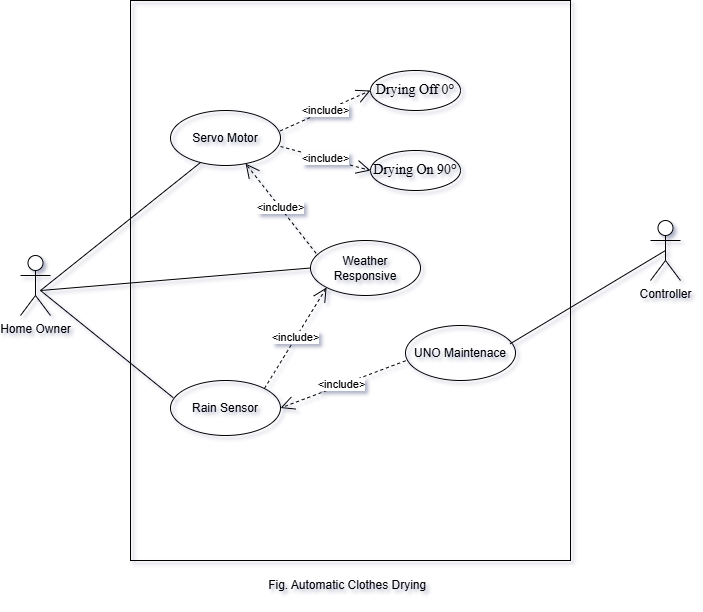 Drying Off 0°
<include>
Servo Motor
<include>
Drying On 90°
<include>
Weather
Responsive
Controller
Home Owner
<include>
UNO Maintenace
<include>
Rain Sensor
Fig. Automatic Clothes Drying